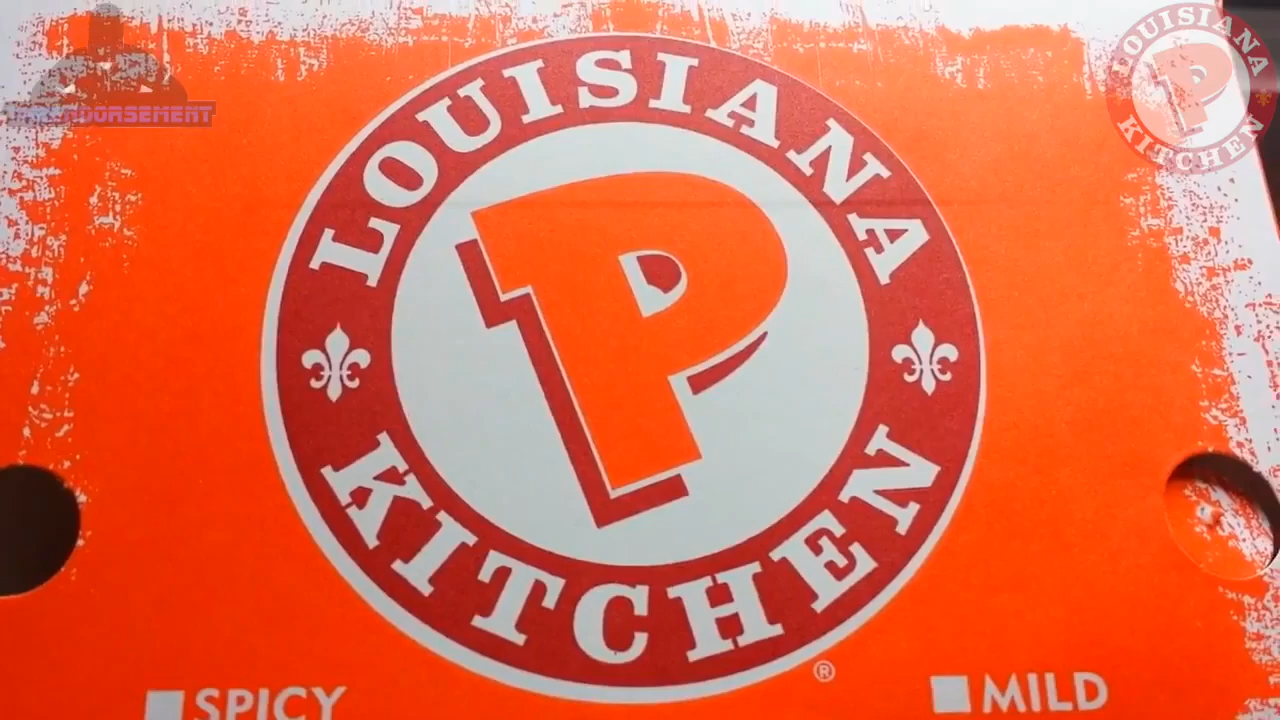 LOUISIANA
P
KITCHEN
®
SPICY
MILD
LOUISIANA
P
KITCHEN